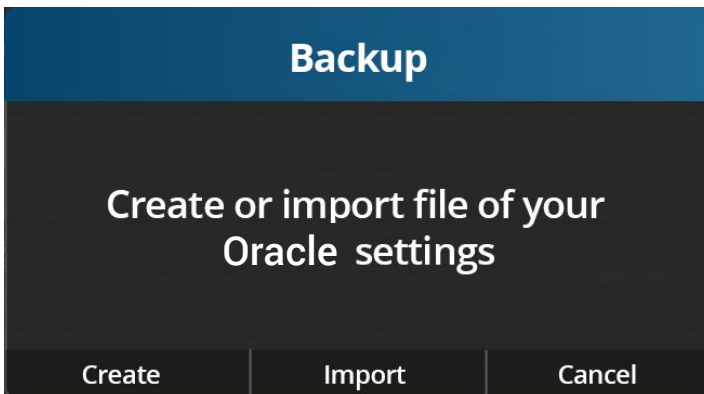 Backup
Create or import file of your
Oracle settings
Create Import Cancel